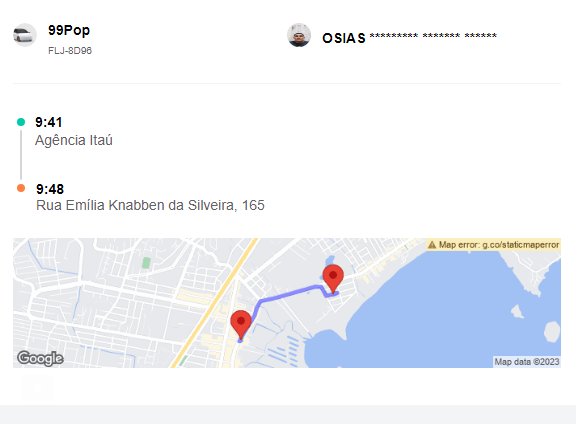 99Pop
FLJ-8D96
OSIAS ********* ******* ******
9:41
Agência Itaú
9:48
Rua Emília Knabben da Silveira, 165
Map error: g.co/staticmaperror
Google
Map data ©2023